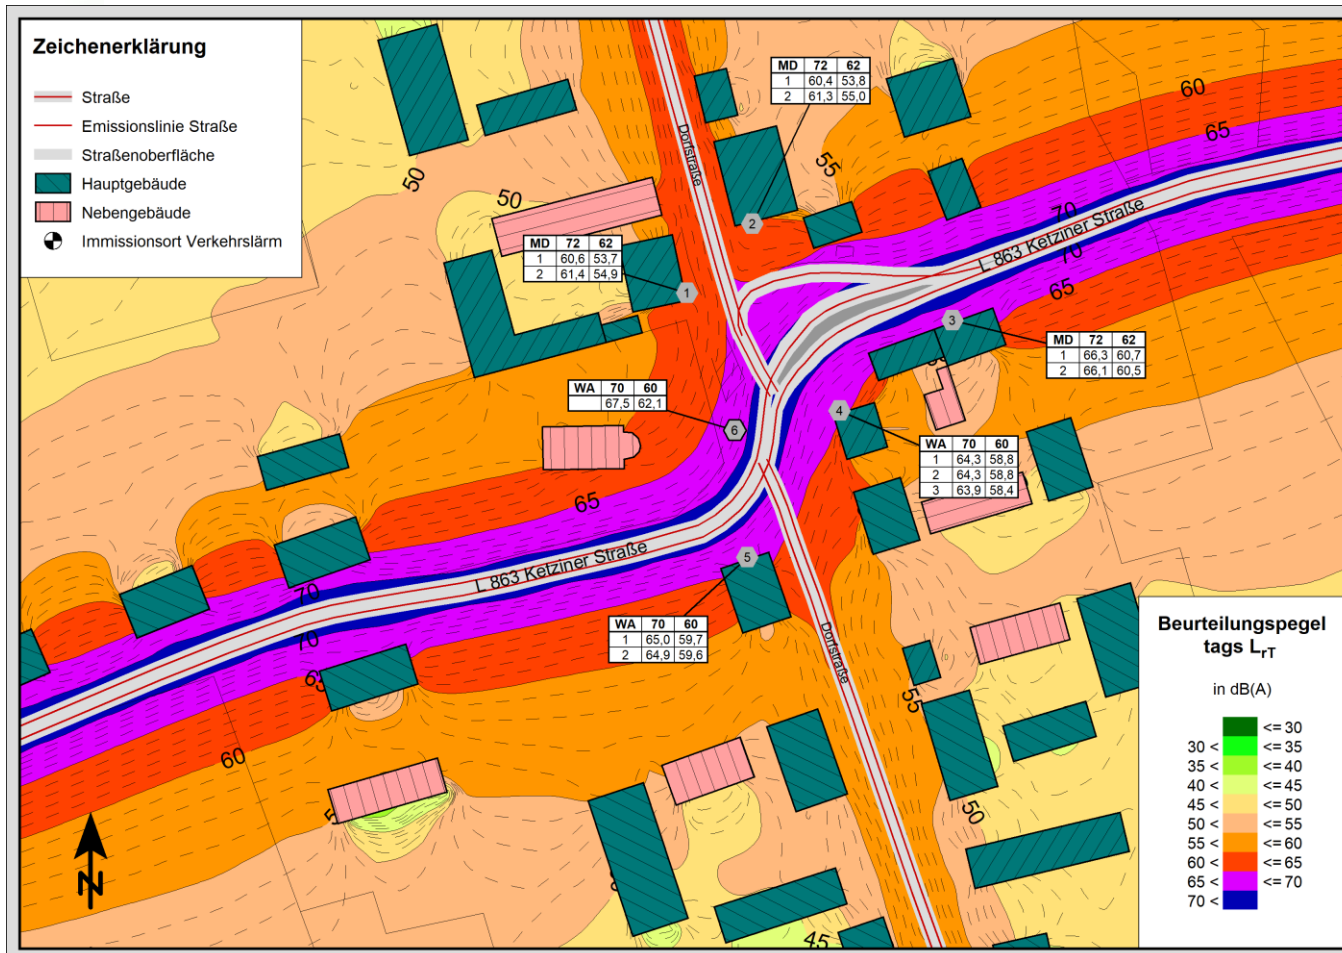 Zeichenerklärung
Straße
Emissionslinie Straße
Straßenoberfläche
Hauptgebäude
Nebengebäude
Immissionsort Verkehrslärm
MD 72 62
1 60,4 53,8
2 61,3 55,0
60
65
55
50
50
Dorfstraße
70
L 863 Ketziner Straße
70
65
2
MD 72 62
1 60,6 53,7
2 61,4 54,9
1
3
MD 72 62
1 66,3 60,7
2 66,1 60,5
WA 70 60
67,5 62,1
6
4
WA 70 60
1 64,3 58,8
2 64,3 58,8
3 63,9 58,4
65
L 863 Ketziner Straße
5
70
70
WA 70 60
1 65,0 59,7
2 64,9 59,6
Dorfstraße
55
60
50
45
N
Beurteilungspegel
tags LrT
in dB(A)
<= 30
30 < <= 35
35 < <= 40
40 < <= 45
45 < <= 50
50 < <= 55
55 < <= 60
60 < <= 65
65 < <= 70
70 <